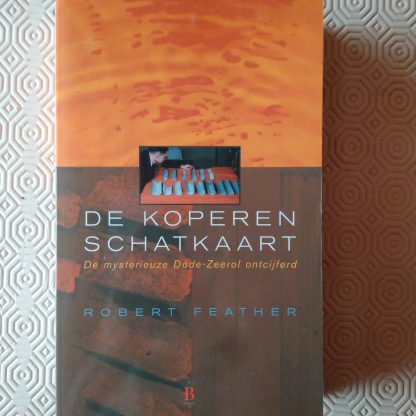 DE KOPEREN
SCHATKAART
De mysterieuze Dode-Zeerol ontcijferd
ROBERT FEATHER
B